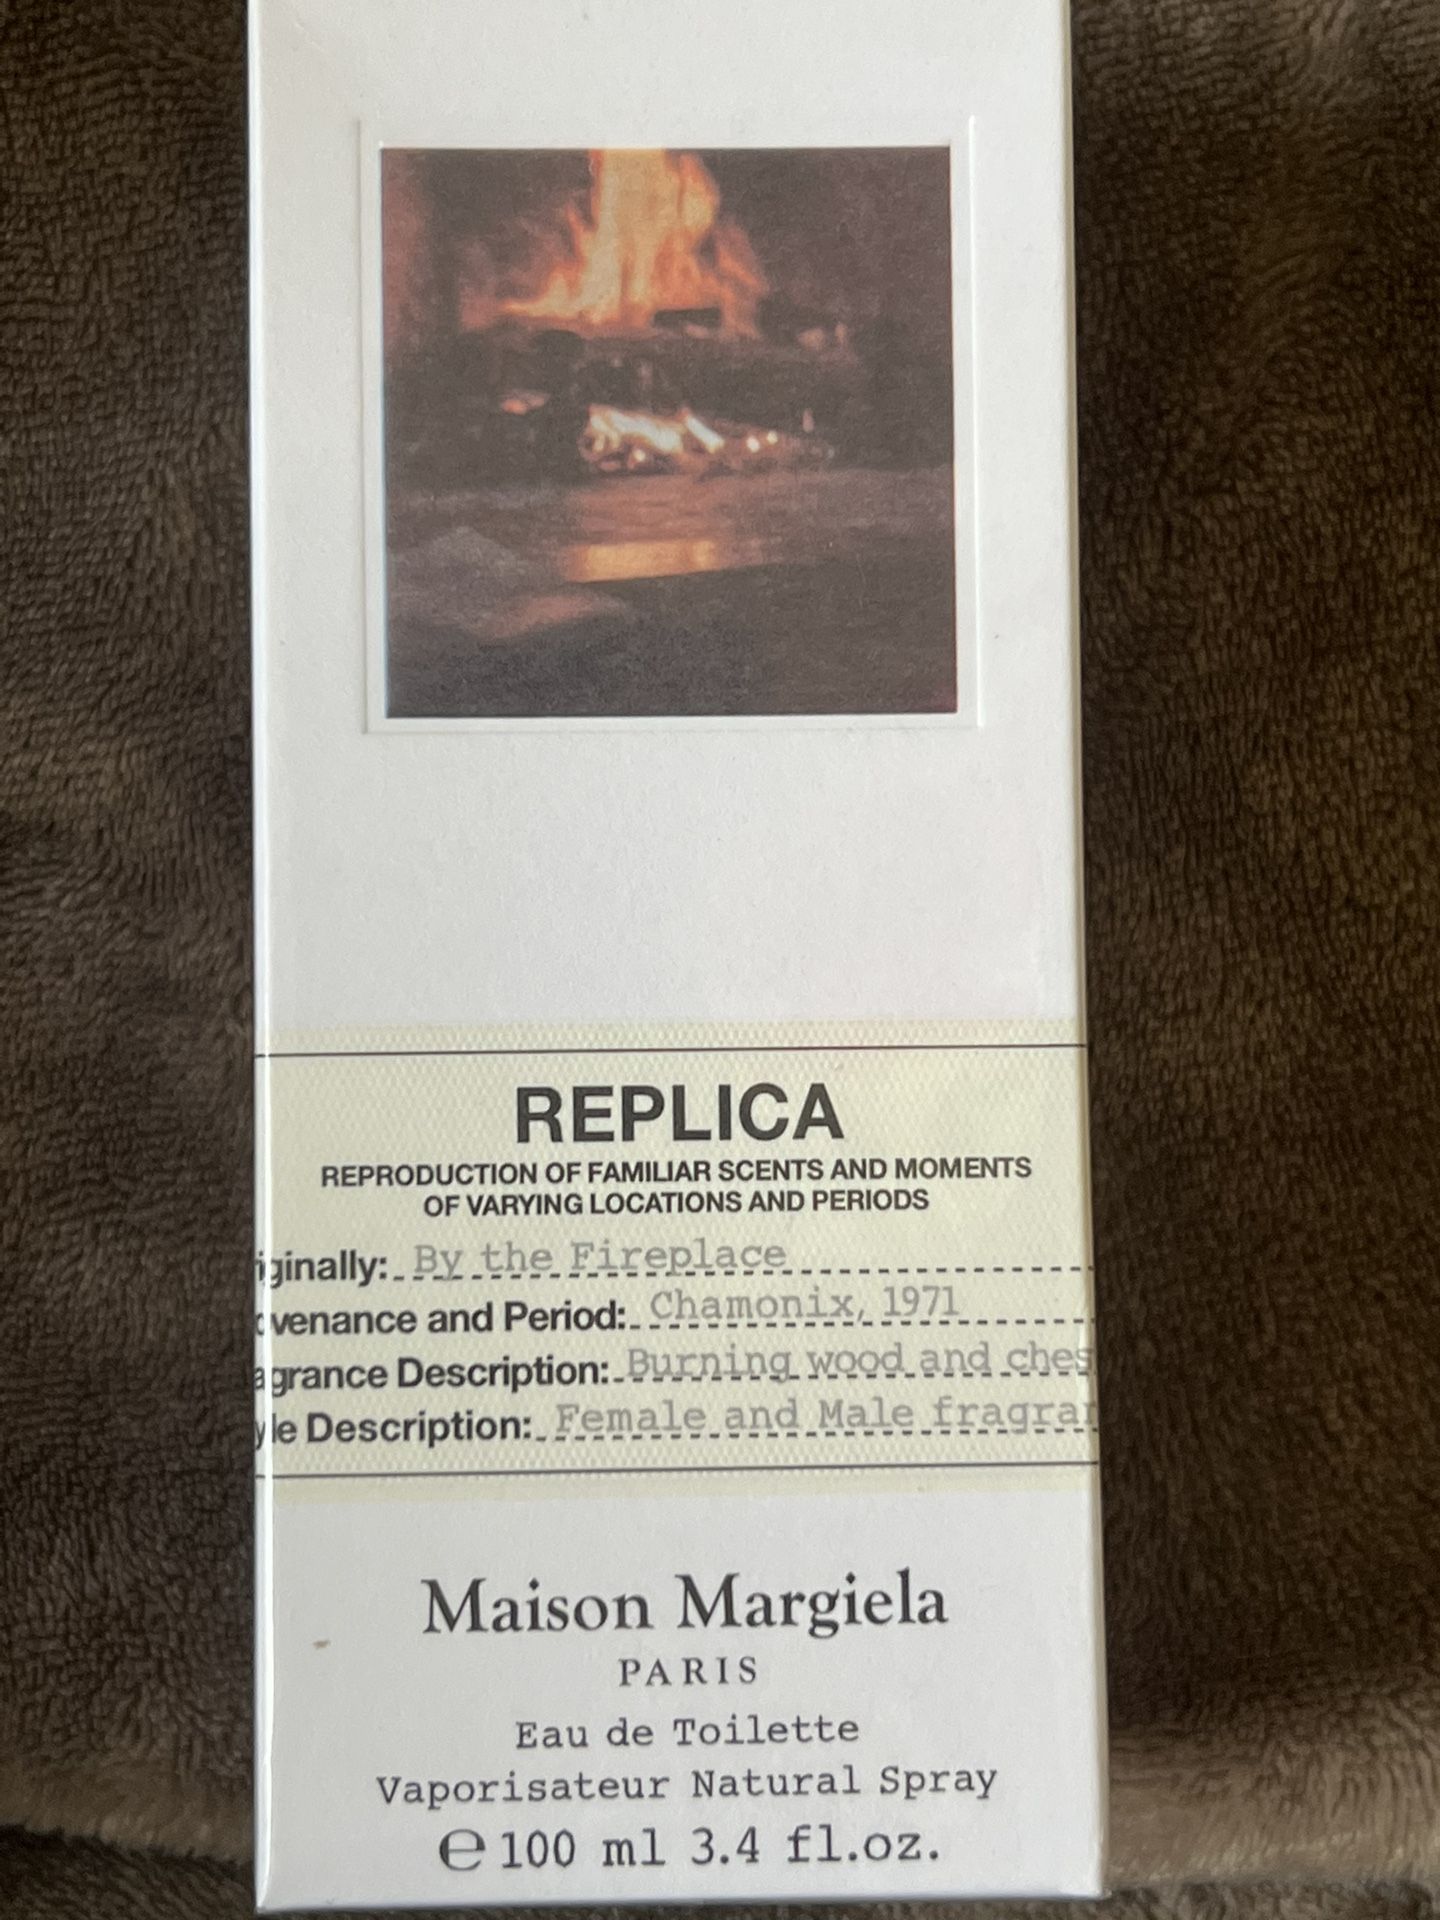 REPLICA
REPRODUCTION OF FAMILIAR SCENTS AND MOMENTS
OF VARYING LOCATIONS AND PERIODS
iginally: By the Fireplace
venance and Period: Chamonix, 1971
agrance Description: Burning wood and ches
yle Description: Female and Male fragran
Maison Margiela
PARIS
Eau de Toilette
Vaporisateur Natural Spray
℮ 100 ml 3.4 fl.oz.